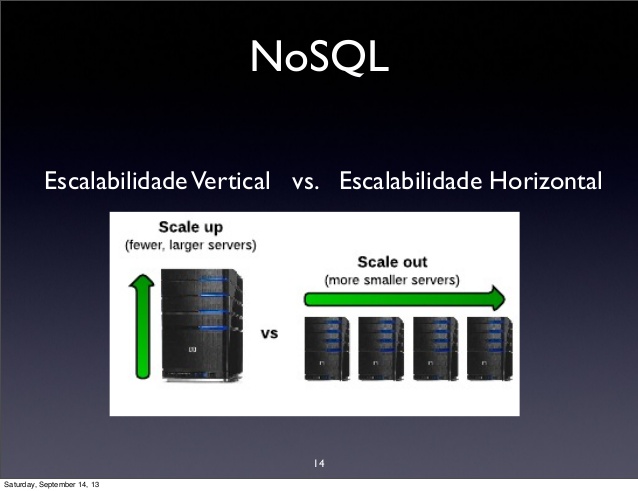 NoSQL
Escalabilidade Vertical vs. Escalabilidade Horizontal
Scale up
(fewer, larger servers)
Scale out
(more smaller servers)
vs
14
Saturday, September 14, 13